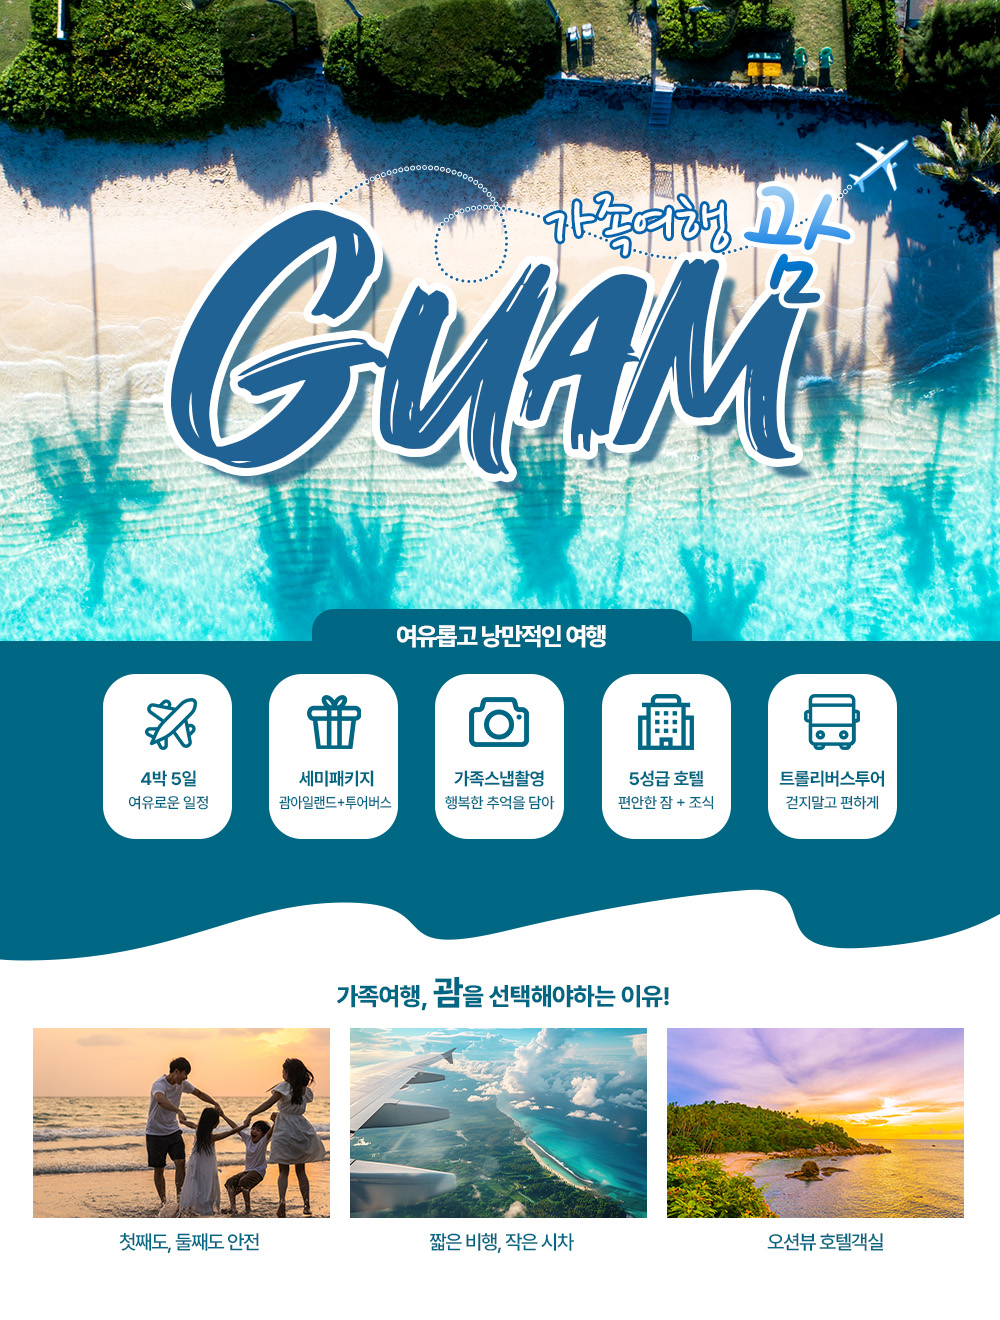 가족여행 괌
GUAM
여유롭고 낭만적인 여행
4박 5일
여유로운 일정
세미패키지
괌아일랜드+투어버스
가족스냅촬영
행복한 추억을 담아
5성급 호텔
편안한 잠 + 조식
트롤리버스투어
걷지말고 편하게
가족여행, 괌을 선택해야하는 이유!
첫째도, 둘째도 안전
짧은 비행, 작은 시차
오션뷰 호텔객실